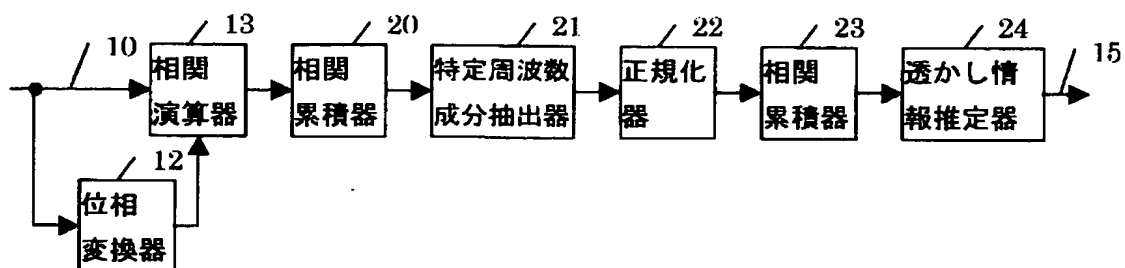 10
13
相関
演算器
20
相関
累積器
21
特定周波数
成分抽出器
22
正規化
器
23
相関
累積器
24
透かし情
報推定器
15
12
位相
変換器